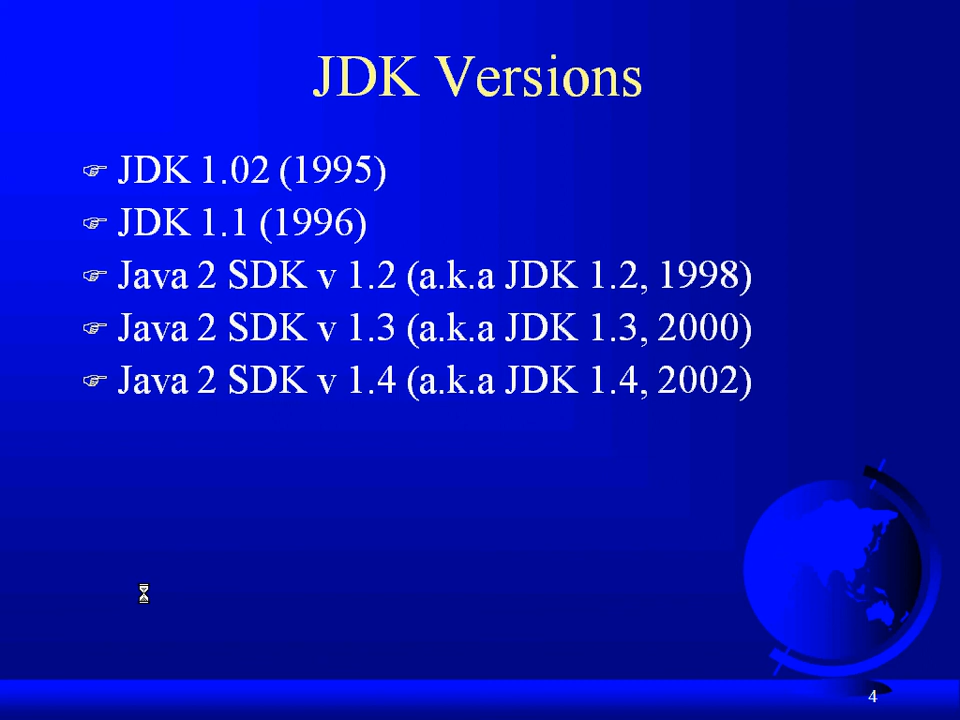 JDK Versions
JDK 1.02 (1995)
JDK 1.1 (1996)
Java 2 SDK v 1.2 (a.k.a JDK 1.2, 1998)
Java 2 SDK v 1.3 (a.k.a JDK 1.3, 2000)
Java 2 SDK v 1.4 (a.k.a JDK 1.4, 2002)
4